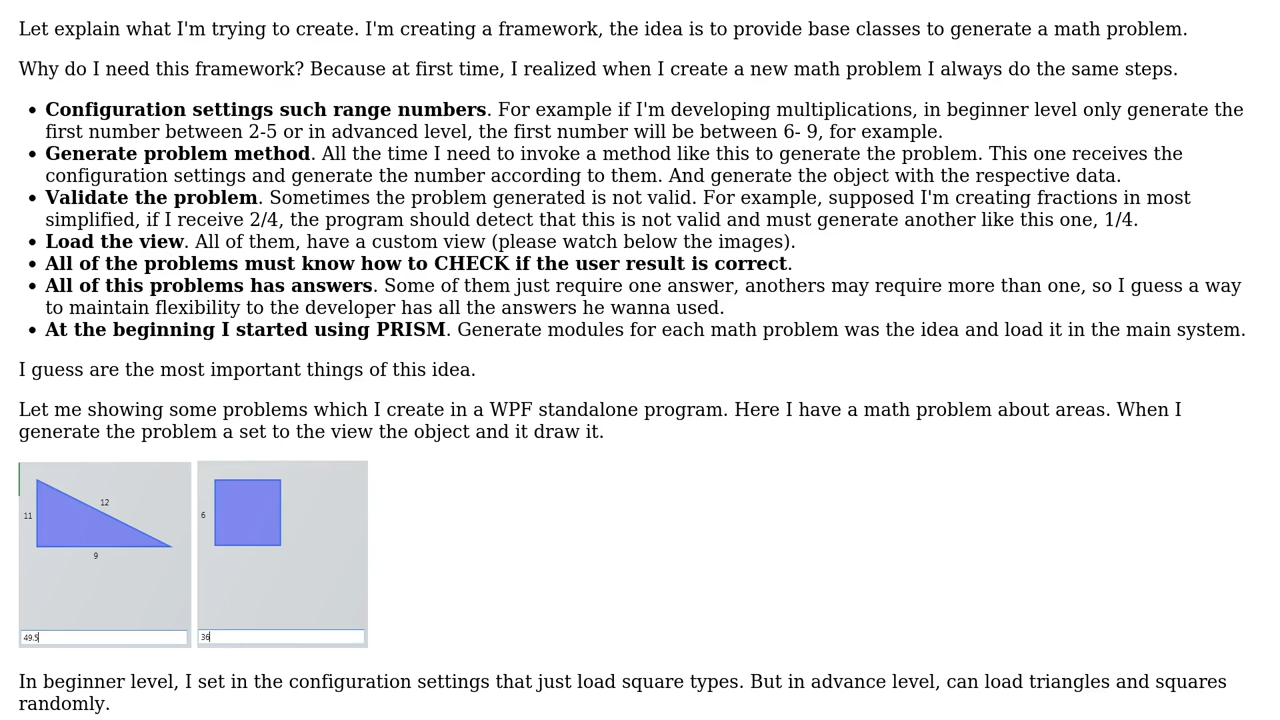 Let explain what I'm trying to create. I'm creating a framework, the idea is to provide base classes to generate a math problem.
Why do I need this framework? Because at first time, I realized when I create a new math problem I always do the same steps.
• Configuration settings such range numbers. For example if I'm developing multiplications, in beginner level only generate the
first number between 2-5 or in advanced level, the first number will be between 6- 9, for example.
• Generate problem method. All the time I need to invoke a method like this to generate the problem. This one receives the
configuration settings and generate the number according to them. And generate the object with the respective data.
• Validate the problem. Sometimes the problem generated is not valid. For example, supposed I'm creating fractions in most
simplified, if I receive 2/4, the program should detect that this is not valid and must generate another like this one, 1/4.
• Load the view. All of them, have a custom view (please watch below the images).
• All of the problems must know how to CHECK if the user result is correct.
• All of this problems has answers. Some of them just require one answer, anothers may require more than one, so I guess a way
to maintain flexibility to the developer has all the answers he wanna used.
• At the beginning I started using PRISM. Generate modules for each math problem was the idea and load it in the main system.
I guess are the most important things of this idea.
Let me showing some problems which I create in a WPF standalone program. Here I have a math problem about areas. When I
generate the problem a set to the view the object and it draw it.
12
11
9
49.5
6
36
In beginner level, I set in the configuration settings that just load square types. But in advance level, can load triangles and squares
randomly.